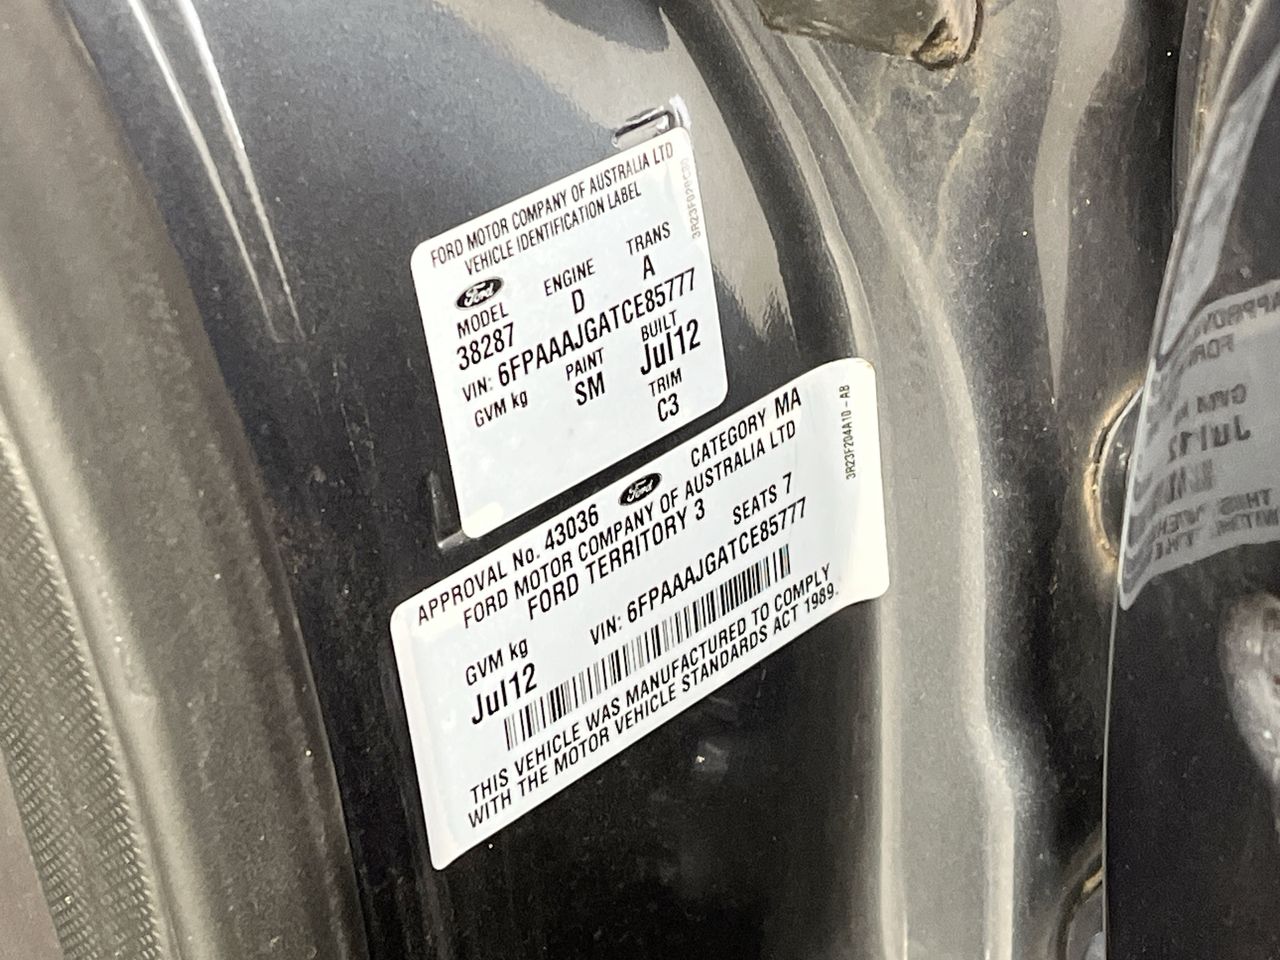 FORD MOTOR COMPANY OF AUSTRALIA LTD
VEHICLE IDENTIFICATION LABEL
Ford
MODEL ENGINE TRANS
38287 D A
VIN: 6FPAAAJGATCE85777
GVM kg PAINT BUILT
SM Jul12
TRIM
C3
APPROVAL No. 43036 Ford CATEGORY MA
FORD MOTOR COMPANY OF AUSTRALIA LTD
FORD TERRITORY 3 SEATS 7
GVM kg VIN: 6FPAAAJGATCE85777
Jul12
THIS VEHICLE WAS MANUFACTURED TO COMPLY
WITH THE MOTOR VEHICLE STANDARDS ACT 1989.
3R23F204A10-AB